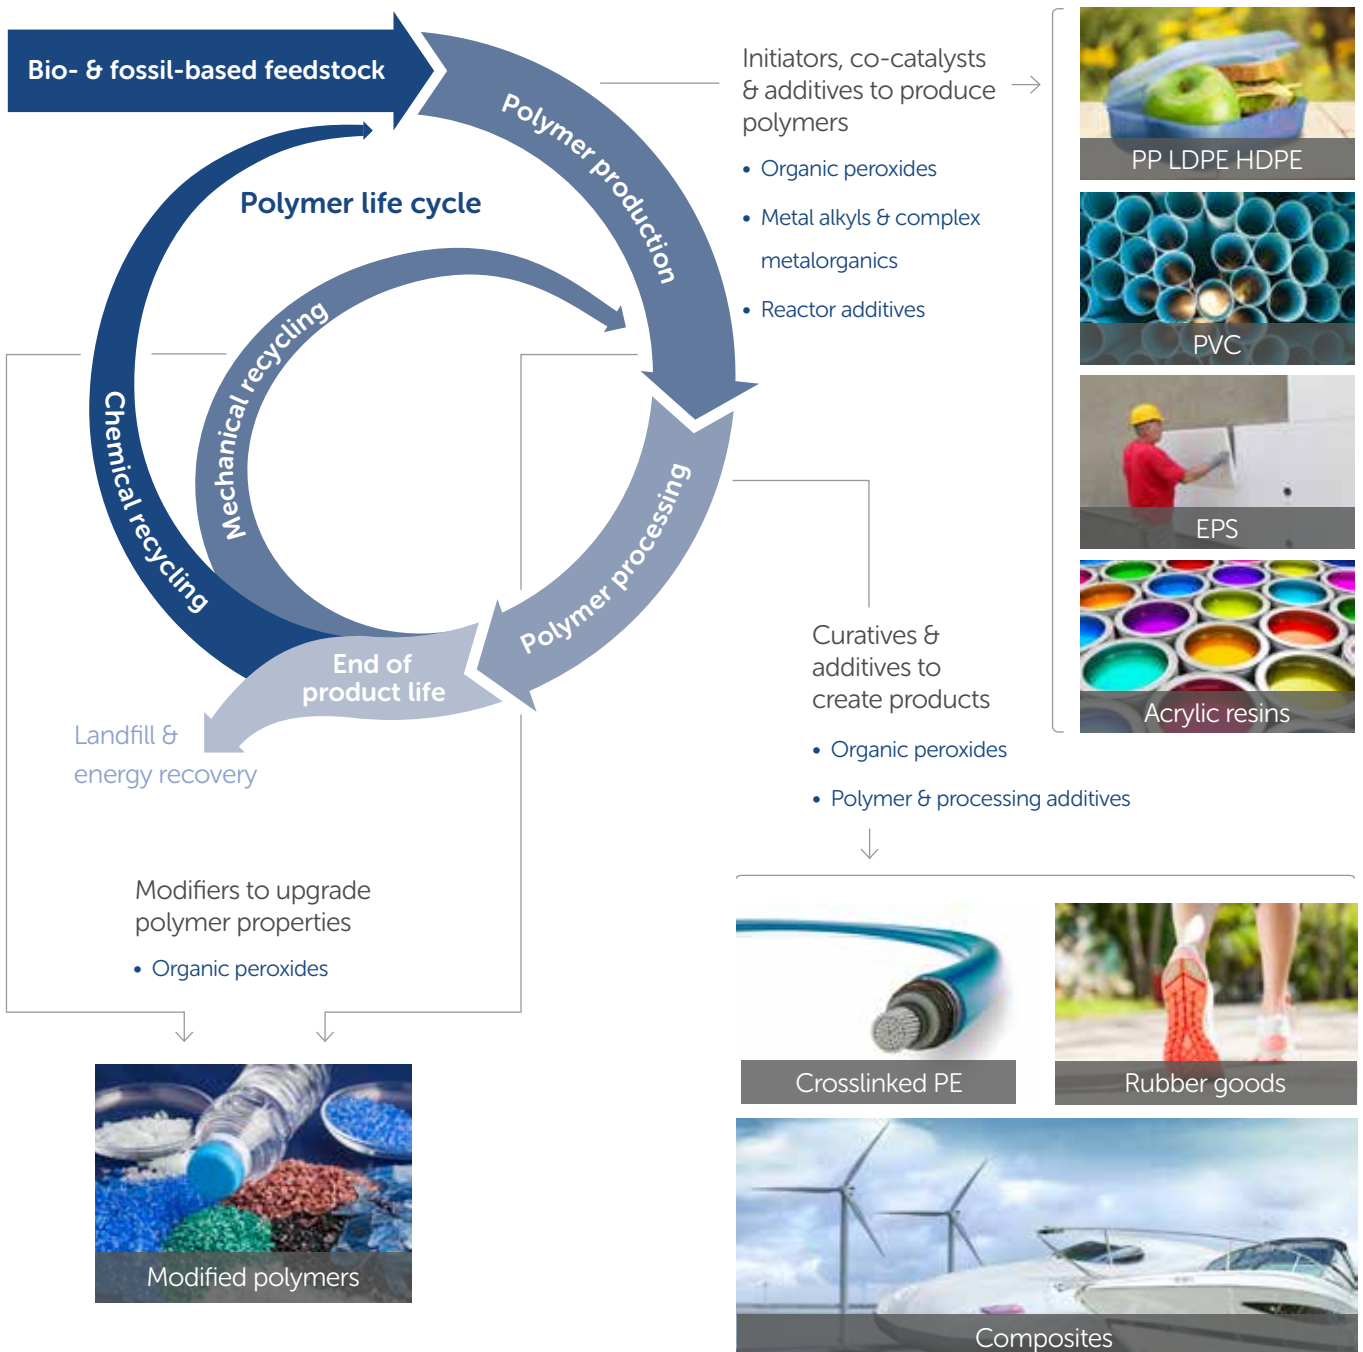 Bio- & fossil-based feedstock
Polymer production
Polymer life cycle
Mechanical recycling
Chemical recycling
Polymer processing
End of
product life
Landfill &
energy recovery
Initiators, co-catalysts
& additives to produce
polymers
• Organic peroxides
• Metal alkyls & complex
metalorganics
• Reactor additives
PP LDPE HDPE
PVC
EPS
Acrylic resins
Curatives &
additives to
create products
• Organic peroxides
• Polymer & processing additives
Modifiers to upgrade
polymer properties
• Organic peroxides
Modified polymers
Crosslinked PE
Rubber goods
Composites